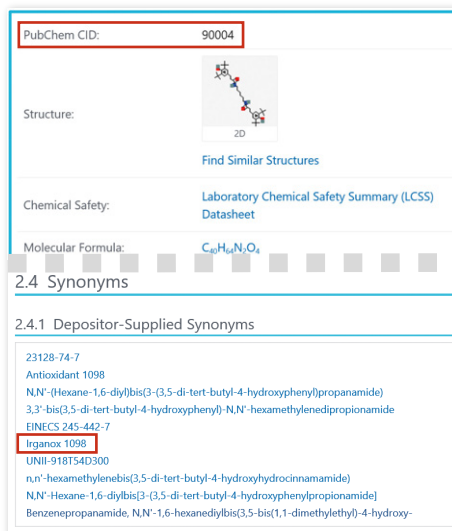 PubChem CID: 90004
Structure:
2D
Find Similar Structures
Chemical Safety: Laboratory Chemical Safety Summary (LCSS)
Datasheet
Molecular Formula: C₄₀H₆₄N₂O₄
2.4 Synonyms
2.4.1 Depositor-Supplied Synonyms
23128-74-7
Antioxidant 1098
N,N'-(Hexane-1,6-diyl)bis(3-(3,5-di-tert-butyl-4-hydroxyphenyl)propanamide)
3,3'-bis(3,5-di-tert-butyl-4-hydroxyphenyl)-N,N'-hexamethylenedipropionamide
EINECS 245-442-7
Irganox 1098
UNII-918T54D300
n,n'-hexamethylenebis(3,5-di-tert-butyl-4-hydroxyhydrocinnamamide)
N,N'-Hexane-1,6-diylbis[3-(3,5-di-tert-butyl-4-hydroxyphenylpropionamide]
Benzenepropanamide, N,N'-1,6-hexanediylbis[3,5-bis(1,1-dimethylethyl)-4-hydroxy-